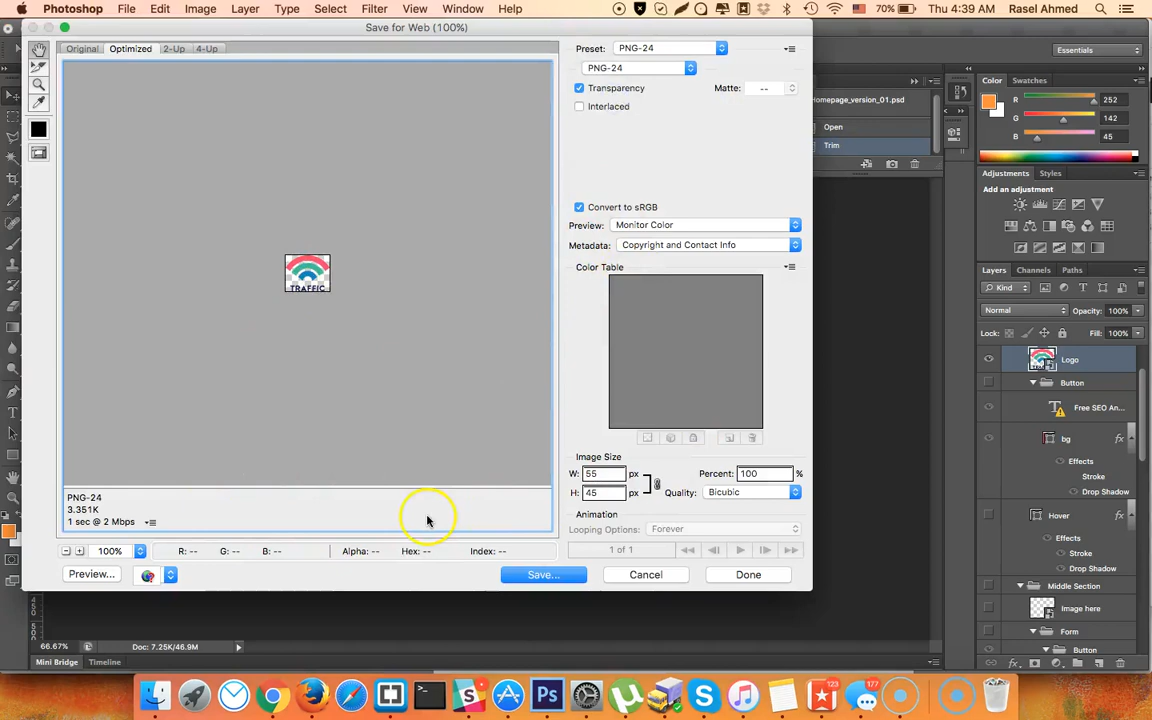 Photoshop File Edit Image Layer Type Select Filter View Window Help 70% Thu 4:39 AM Rasel Ahmed
Save for Web (100%)
Original Optimized 2-Up 4-Up
Preset: PNG-24
PNG-24
Transparency Matte: --
Interlaced
Convert to sRGB
Preview: Monitor Color
Metadata: Copyright and Contact Info
Color Table
TRAFFIC
Image Size
W: 55 px Percent: 100 %
H: 45 px Quality: Bicubic
Animation
Looping Options: Forever
1 of 1
PNG-24
3.351K
1 sec @ 2 Mbps
100% R: -- G: -- B: -- Alpha: -- Hex: -- Index: --
Preview... Save... Cancel Done
Essentials
Homepage_version_01.psd
Open
Trim
Color Swatches
R 252
G 142
B 45
Adjustments Styles
Add an adjustment
Layers Channels Paths
Kind
Normal Opacity: 100%
Lock: Fill: 100%
Logo
Button
Free SEO An...
bg fx
Effects
Stroke
Drop Shadow
Hover fx
Effects
Stroke
Drop Shadow
Middle Section
Image here
Form
Button
66.67% Doc: 7.25K/46.9M
Mini Bridge Timeline
Ps
123
177